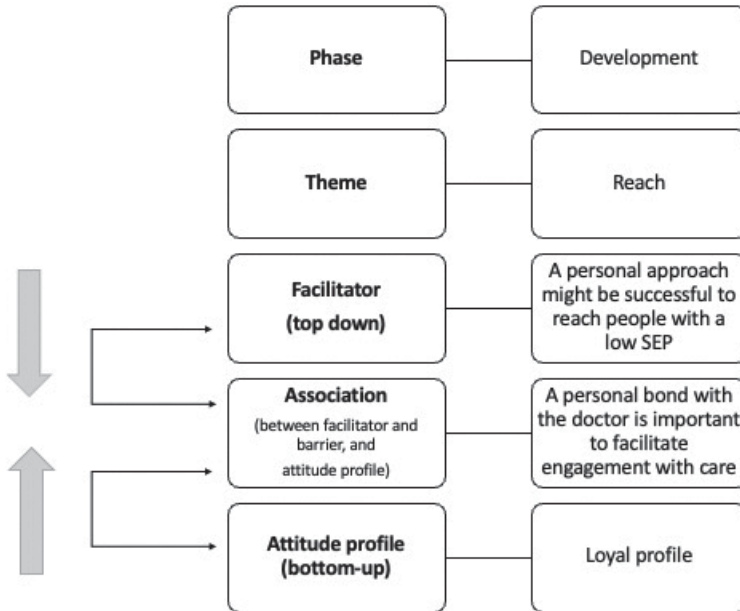 Phase
Development
Theme
Reach
Facilitator
(top down)
A personal approach
might be successful to
reach people with a
low SEP
Association
(between facilitator and
barrier, and
attitude profile)
A personal bond with
the doctor is important
to facilitate
engagement with care
Attitude profile
(bottom-up)
Loyal profile